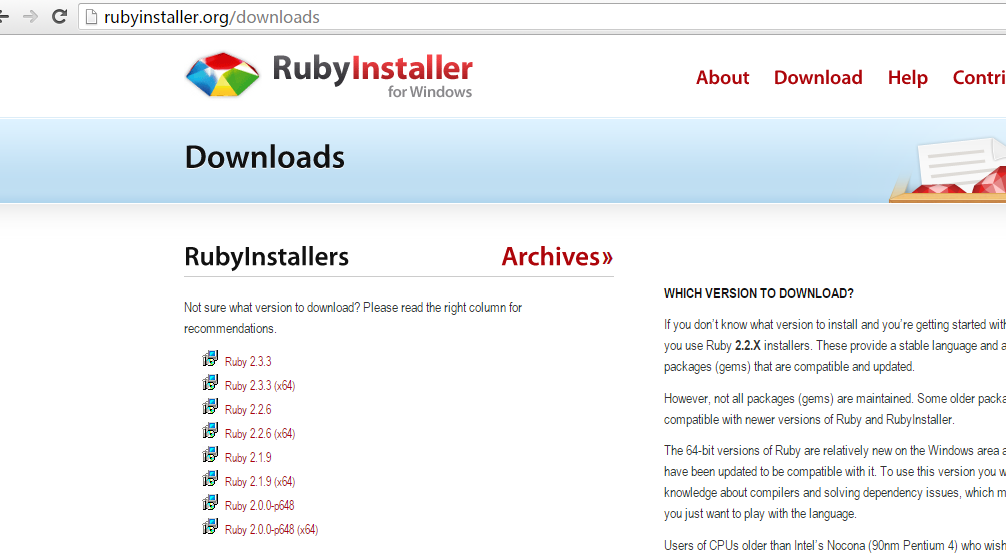 rubyinstaller.org/downloads
RubyInstaller
for Windows
About Download Help Contri
Downloads
RubyInstallers
Archives»
Not sure what version to download? Please read the right column for
recommendations.
Ruby 2.3.3
Ruby 2.3.3 (x64)
Ruby 2.2.6
Ruby 2.2.6 (x64)
Ruby 2.1.9
Ruby 2.1.9 (x64)
Ruby 2.0.0-p648
Ruby 2.0.0-p648 (x64)
WHICH VERSION TO DOWNLOAD?
If you don't know what version to install and you're getting started with
you use Ruby 2.2.X installers. These provide a stable language and a
packages (gems) that are compatible and updated.
However, not all packages (gems) are maintained. Some older packa
compatible with newer versions of Ruby and RubyInstaller.
The 64-bit versions of Ruby are relatively new on the Windows area a
have been updated to be compatible with it. To use this version you w
knowledge about compilers and solving dependency issues, which m
you just want to play with the language.
Users of CPUs older than Intel's Nocona (90nm Pentium 4) who wish